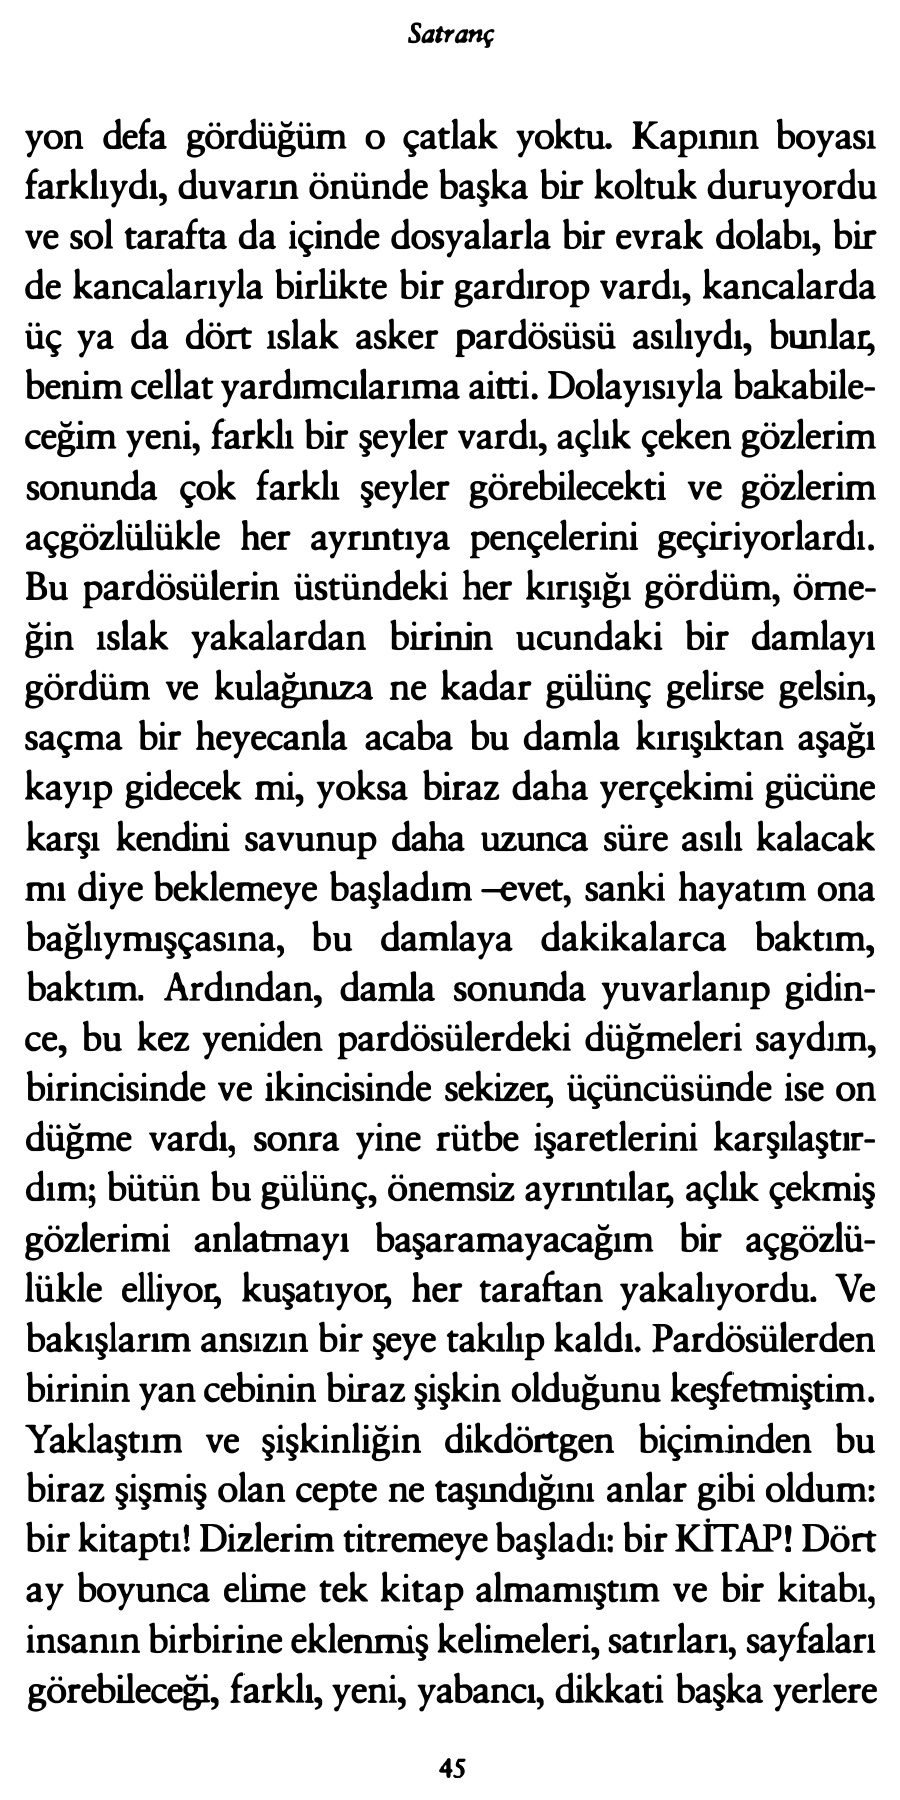 Satranç
yon defa gördüğüm o çatlak yoktu. Kapının boyası
farklıydı, duvarın önünde başka bir koltuk duruyordu
ve sol tarafta da içinde dosyalarla bir evrak dolabı, bir
de kancalarıyla birlikte bir gardırop vardı, kancalarda
üç ya da dört ıslak asker pardösüsü asılıydı, bunlar,
benim cellat yardımcılarıma aitti. Dolayısıyla bakabile-
ceğim yeni, farklı bir şeyler vardı, açlık çeken gözlerim
sonunda çok farklı şeyler görebilecekti ve gözlerim
açgözlülükle her ayrıntıya pençelerini geçiriyorlardı.
Bu pardösülerin üstündeki her kırışığı gördüm, örne-
ğin ıslak yakalardan birinin ucundaki bir damlayı
gördüm ve kulağınıza ne kadar gülünç gelirse gelsin,
saçma bir heyecanla acaba bu damla kırışıktan aşağı
kayıp gidecek mi, yoksa biraz daha yerçekimi gücüne
karşı kendini savunup daha uzunca süre asılı kalacak
mı diye beklemeye başladım –evet, sanki hayatım ona
bağlıymışçasına, bu damlaya dakikalarca baktım,
baktım. Ardından, damla sonunda yuvarlanıp gidin-
ce, bu kez yeniden pardösülerdeki düğmeleri saydım,
birincisinde ve ikincisinde sekizer, üçüncüsünde ise on
düğme vardı, sonra yine rütbe işaretlerini karşılaştır-
dım; bütün bu gülünç, önemsiz ayrıntılar, açlık çekmiş
gözlerimi anlatmayı başaramayacağım bir açgözlü-
lükle elliyor, kuşatıyor, her taraftan yakalıyordu. Ve
bakışlarım ansızın bir şeye takılıp kaldı. Pardösülerden
birinin yan cebinin biraz şişkin olduğunu keşfetmiştim.
Yaklaştım ve şişkinliğin dikdörtgen biçiminden bu
biraz şişmiş olan cepte ne taşındığını anlar gibi oldum:
bir kitaptı! Dizlerim titremeye başladı: bir KİTAP! Dört
ay boyunca elime tek kitap almamıştım ve bir kitabı,
insanın birbirine eklenmiş kelimeleri, satırları, sayfaları
görebileceği, farklı, yeni, yabancı, dikkati başka yerlere
45